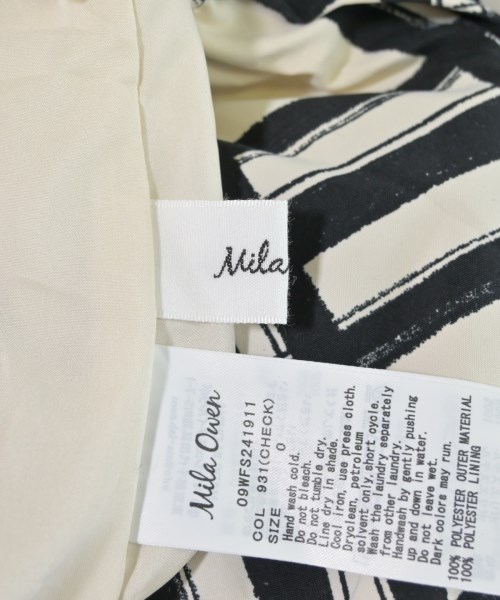 Mila
Mila Owen
09WFS241911
COL 931(CHECK)
SIZE 0
Hand wash cold.
Do not bleach.
Do not tumble dry.
Line dry in shade.
Cool iron, use press cloth.
Dryclean, petroleum
solvent only,short cycle.
Wash the laundry separately
from other laundry.
Handwash by gently pushing
up and down in water.
Do not leave wet.
Dark colors may run.
100% POLYESTER OUTER MATERIAL
100% POLYESTER LINING